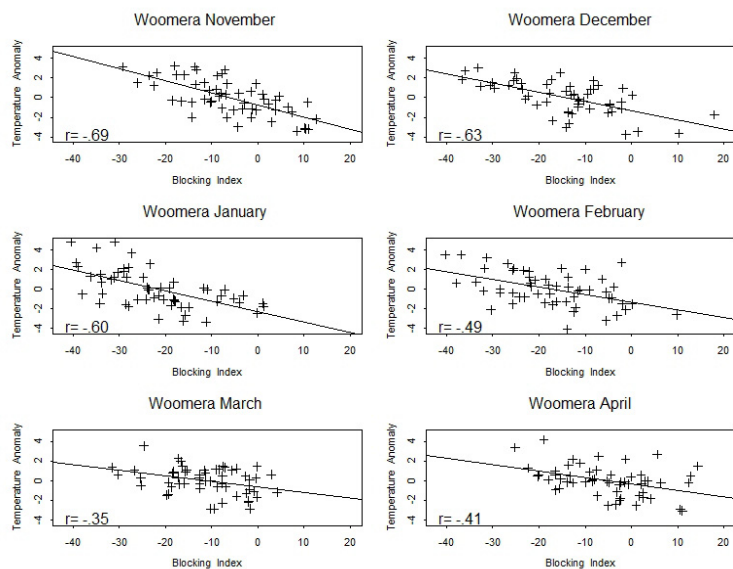 Woomera November
Temperature Anomaly
4
2
0
-2
-4
r= -.69
-40 -30 -20 -10 0 10 20
Blocking Index
Woomera December
Temperature Anomaly
4
2
0
-2
-4
r= -.63
-40 -30 -20 -10 0 10 20
Blocking Index
Woomera January
Temperature Anomaly
4
2
0
-2
-4
r= -.60
-40 -30 -20 -10 0 10 20
Blocking Index
Woomera February
Temperature Anomaly
4
2
0
-2
-4
r= -.49
-40 -30 -20 -10 0 10 20
Blocking Index
Woomera March
Temperature Anomaly
4
2
0
-2
-4
r= -.35
-40 -30 -20 -10 0 10 20
Blocking Index
Woomera April
Temperature Anomaly
4
2
0
-2
-4
r= -.41
-40 -30 -20 -10 0 10 20
Blocking Index